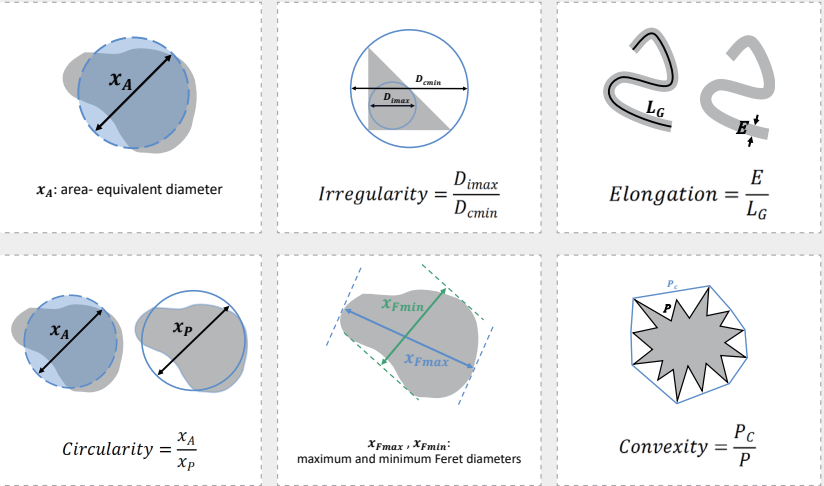 x_A
x_A: area- equivalent diameter
D_cmin
D_imax
Irregularity = D_imax / D_cmin
L_G
E
Elongation = E / L_G
x_A
x_P
Circularity = x_A / x_P
x_Fmin
x_Fmax
x_Fmax , x_Fmin:
maximum and minimum Feret diameters
P_c
P
Convexity = P_C / P